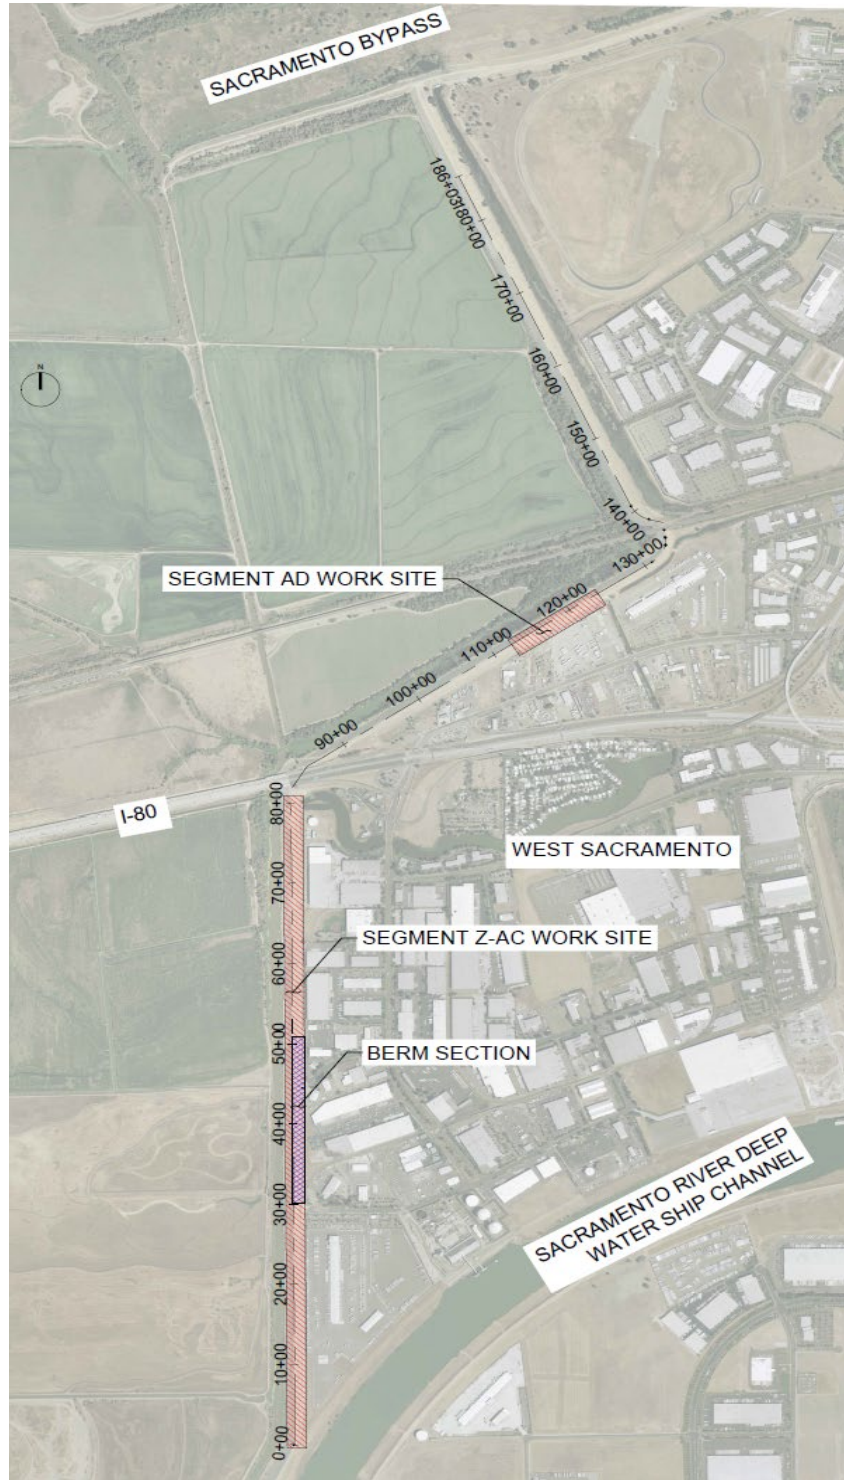 SACRAMENTO BYPASS
186+03
180+00
170+00
N
160+00
150+00
140+00
130+00
SEGMENT AD WORK SITE
120+00
110+00
100+00
90+00
80+00
I-80
WEST SACRAMENTO
70+00
SEGMENT Z-AC WORK SITE
60+00
BERM SECTION
50+00
40+00
SACRAMENTO RIVER DEEP
WATER SHIP CHANNEL
30+00
20+00
10+00
0+00